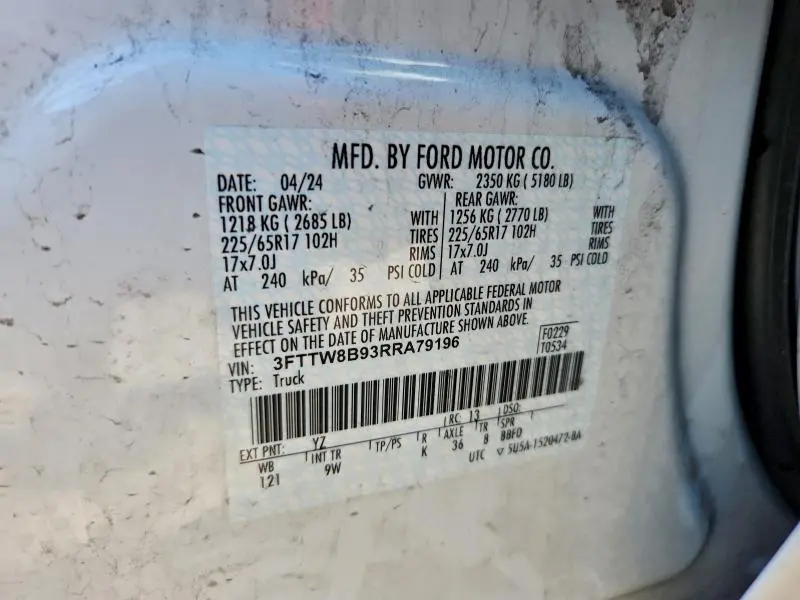 MFD. BY FORD MOTOR CO.
DATE: 04/24 GVWR: 2350 KG ( 5180 LB)
FRONT GAWR: REAR GAWR:
1218 KG ( 2685 LB) WITH 1256 KG ( 2770 LB) WITH
225/65R17 102H TIRES 225/65R17 102H TIRES
17x7.0J RIMS 17x7.0J RIMS
AT 240 kPa/ 35 PSI COLD AT 240 kPa/ 35 PSI COLD
THIS VEHICLE CONFORMS TO ALL APPLICABLE FEDERAL MOTOR
VEHICLE SAFETY AND THEFT PREVENTION STANDARDS IN
EFFECT ON THE DATE OF MANUFACTURE SHOWN ABOVE.
VIN: 3FTTW8B93RRA79196 F0229
TYPE: Truck T0534
EXT PNT: YZ RC 13 DSO:
WB INT TR TP/PS R AXLE TR SPR
121 9W K 36 8 BBFD
UTC ▽ 5U5A-1520472-BA